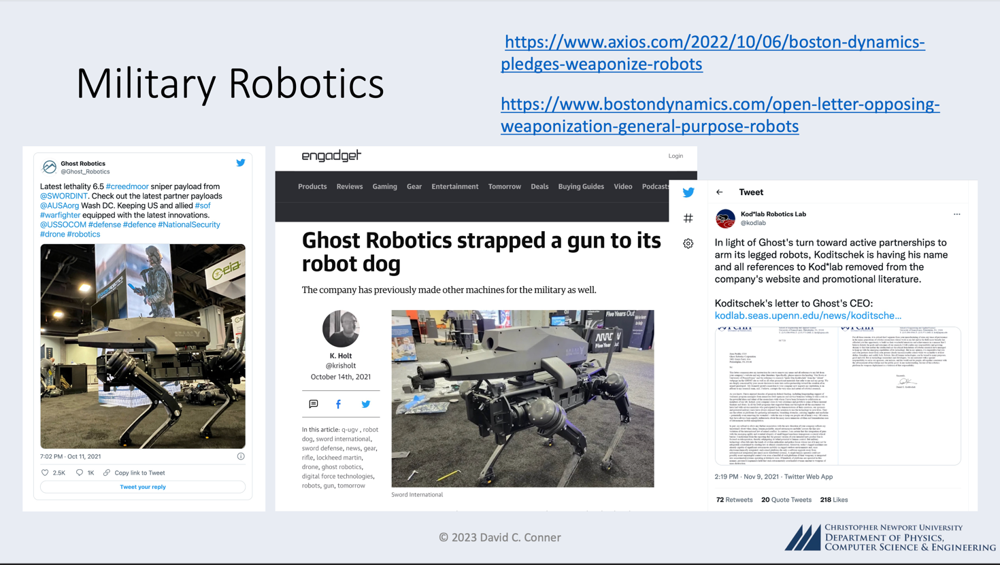 Military Robotics
https://www.axios.com/2022/10/06/boston-dynamics-
pledges-weaponize-robots
https://www.bostondynamics.com/open-letter-opposing-
weaponization-general-purpose-robots
Ghost Robotics
@Ghost_Robotics
Latest lethality 6.5 #creedmoor sniper payload from
@SWORDINT. Check out the latest partner payloads
@AUSAorg Wash DC. Keeping US and allied #sof
#warfighter equipped with the latest innovations.
@USSOCOM #defense #defence #NationalSecurity
#drone #robotics
ceia
7:02 PM · Oct 11, 2021
2.5K 1K Copy link to Tweet
Tweet your reply
engadget
Login
Products Reviews Gaming Gear Entertainment Tomorrow Deals Buying Guides Video Podcasts
Ghost Robotics strapped a gun to its
robot dog
The company has previously made other machines for the military as well.
K. Holt
@krisholt
October 14th, 2021
In this article: q-ugv , robot
dog, sword international,
sword defense, news, gear,
rifle, lockheed martin,
drone, ghost robotics,
digital force technologies,
robots, gun, tomorrow
Five Years Out
Five Years Out
Sword International
Tweet
Kod*lab Robotics Lab
@kodlab
In light of Ghost's turn toward active partnerships to
arm its legged robots, Koditschek is having his name
and all references to Kod*lab removed from the
company's website and promotional literature.
Koditschek's letter to Ghost's CEO:
kodlab.seas.upenn.edu/news/koditsche...
2:19 PM · Nov 9, 2021 · Twitter Web App
72 Retweets 20 Quote Tweets 218 Likes
© 2023 David C. Conner
CHRISTOPHER NEWPORT UNIVERSITY
DEPARTMENT OF PHYSICS,
COMPUTER SCIENCE & ENGINEERING